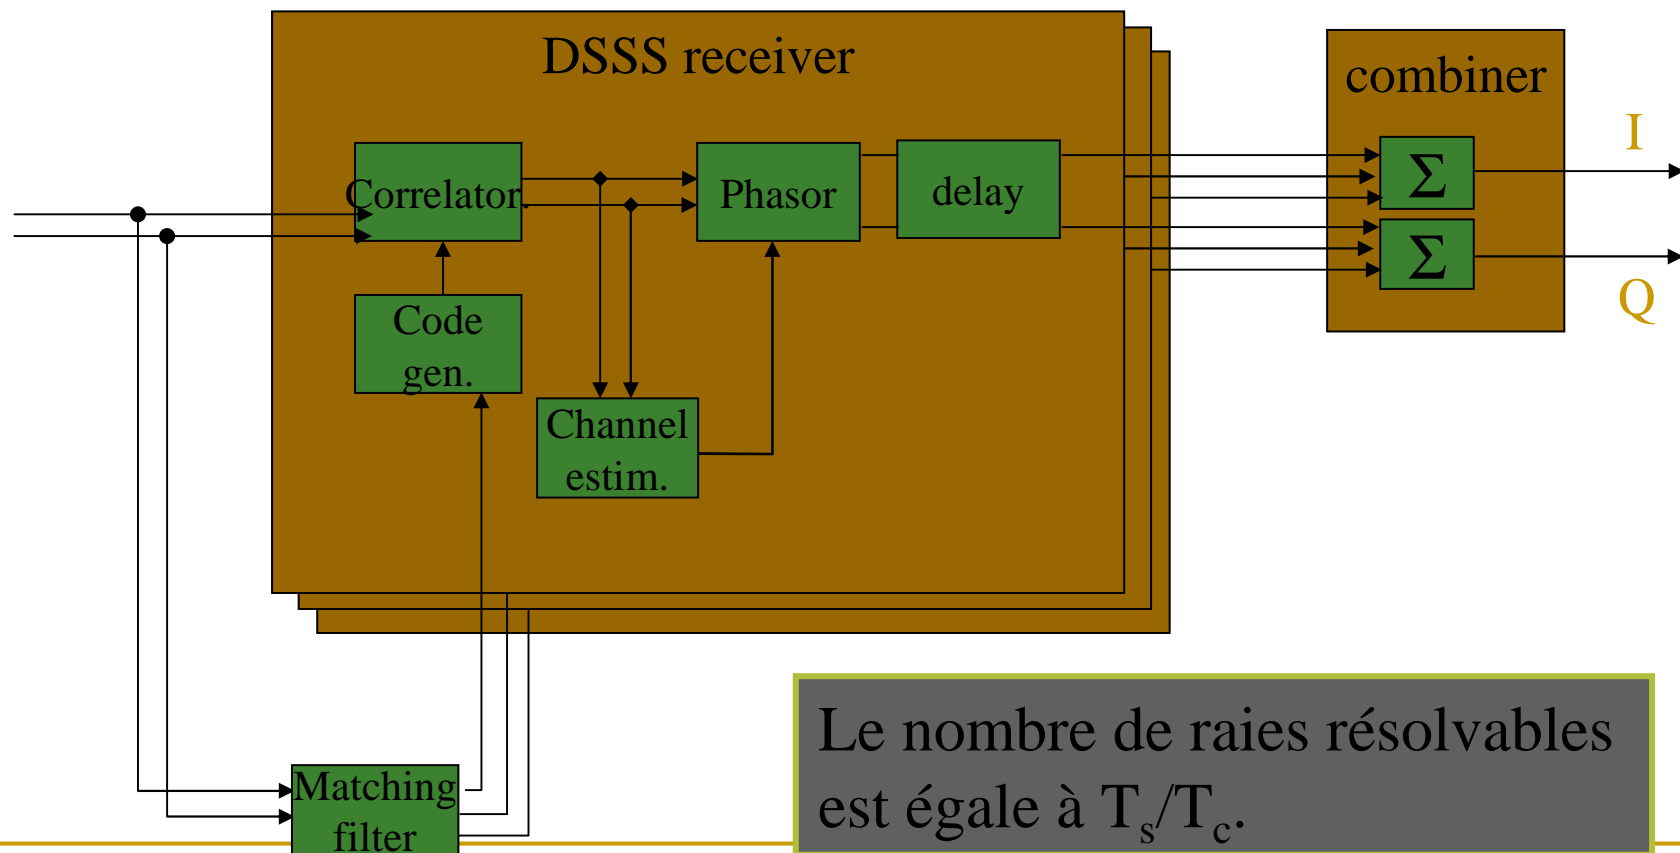 DSSS receiver
combiner
I
Correlator.
Phasor
delay
Σ
Σ
Q
Code
gen.
Channel
estim.
Matching
filter
Le nombre de raies résolvables
est égale à Ts/Tc.